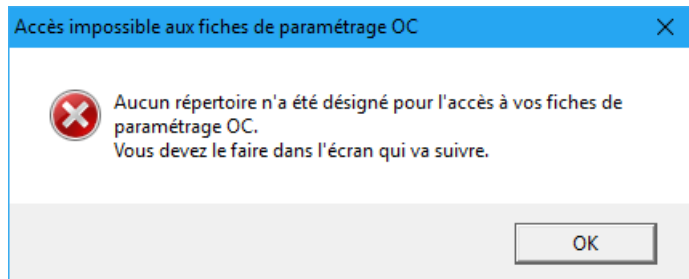 Accès impossible aux fiches de paramétrage OC
Aucun répertoire n'a été désigné pour l'accès à vos fiches de
paramétrage OC.
Vous devez le faire dans l'écran qui va suivre.
OK